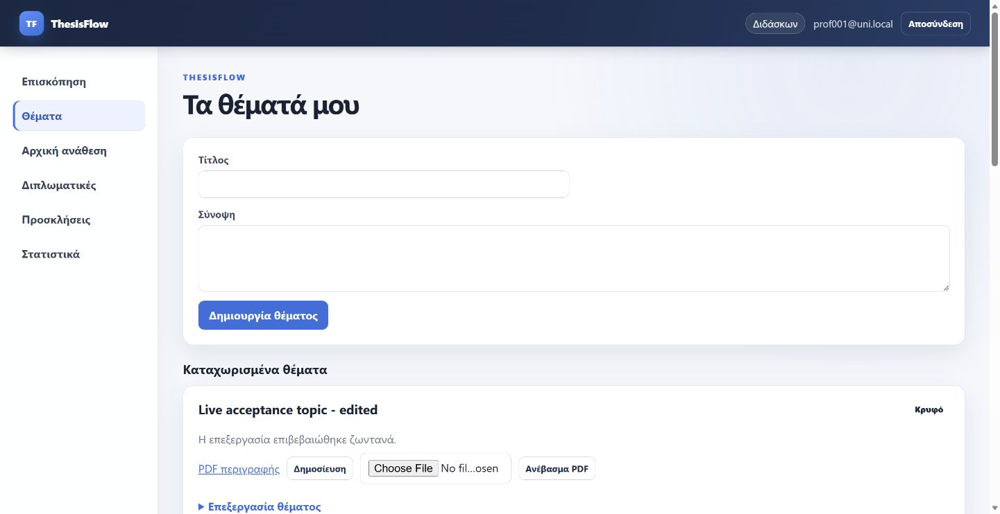 TF ThesisFlow Διδάσκων prof001@uni.local Αποσύνδεση
Επισκόπηση
Θέματα
Αρχική ανάθεση
Διπλωματικές
Προσκλήσεις
Στατιστικά
THESISFLOW
Τα θέματά μου
Τίτλος
Σύνοψη
Δημιουργία θέματος
Καταχωρισμένα θέματα
Live acceptance topic - edited Κρυφό
Η επεξεργασία επιβεβαιώθηκε ζωντανά.
PDF περιγραφής Δημοσίευση Choose File No fil...osen Ανέβασμα PDF
Επεξεργασία θέματος